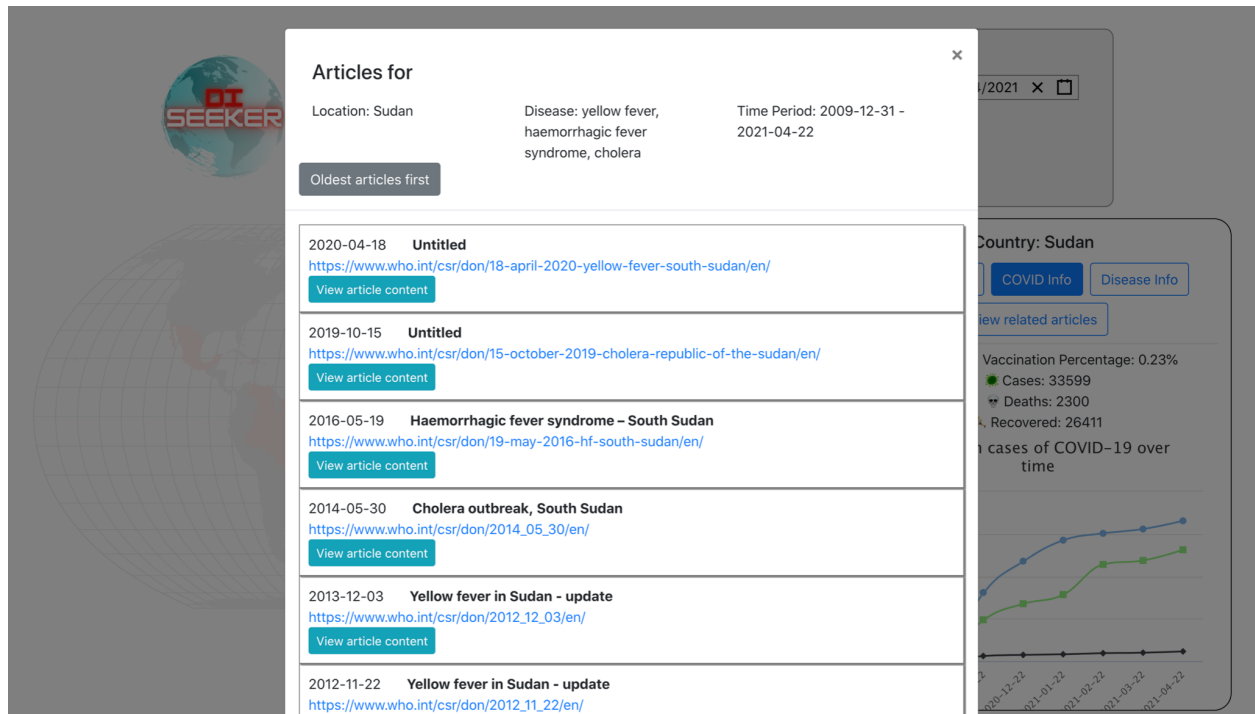 DI
SEEKER
Articles for
Location: Sudan
Disease: yellow fever,
haemorrhagic fever
syndrome, cholera
Time Period: 2009-12-31 -
2021-04-22
Oldest articles first
×
2020-04-18 Untitled
https://www.who.int/csr/don/18-april-2020-yellow-fever-south-sudan/en/
View article content
2019-10-15 Untitled
https://www.who.int/csr/don/15-october-2019-cholera-republic-of-the-sudan/en/
View article content
2016-05-19 Haemorrhagic fever syndrome – South Sudan
https://www.who.int/csr/don/19-may-2016-hf-south-sudan/en/
View article content
2014-05-30 Cholera outbreak, South Sudan
https://www.who.int/csr/don/2014_05_30/en/
View article content
2013-12-03 Yellow fever in Sudan - update
https://www.who.int/csr/don/2012_12_03/en/
View article content
2012-11-22 Yellow fever in Sudan - update
https://www.who.int/csr/don/2012_11_22/en/
/2021
Country: Sudan
COVID Info
Disease Info
iew related articles
Vaccination Percentage: 0.23%
Cases: 33599
Deaths: 2300
Recovered: 26411
cases of COVID-19 over
time
020-12-22
021-01-22
021-02-22
021-03-22
021-04-22